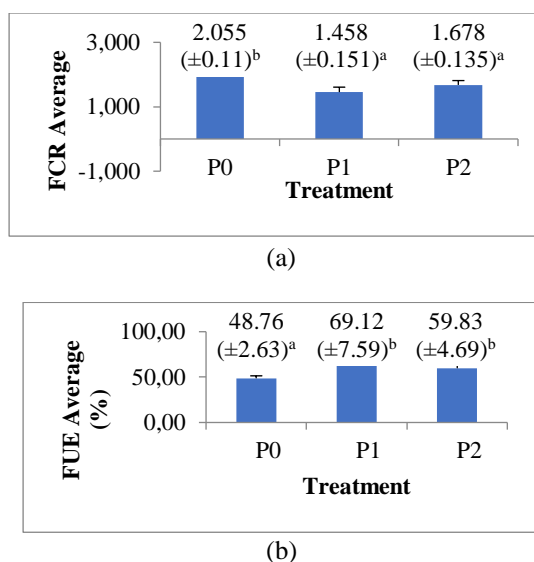 2.055 1.458 1.678
(±0.11)ᵇ (±0.151)ᵃ (±0.135)ᵃ
3,000
1,000
-1,000
FCR Average
P0 P1 P2
Treatment
(a)
48.76 69.12 59.83
(±2.63)ᵃ (±7.59)ᵇ (±4.69)ᵇ
100,00
50,00
0,00
FUE Average
(%)
P0 P1 P2
Treatment
(b)